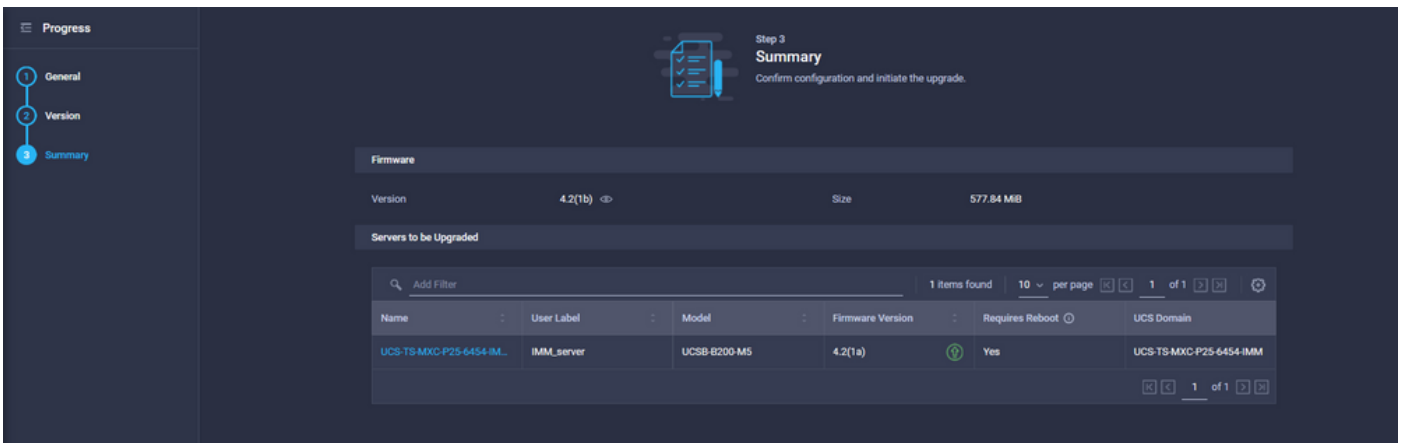 Progress
1 General
2 Version
3 Summary
Step 3
Summary
Confirm configuration and initiate the upgrade.
Firmware
Version 4.2(1b) Size 577.84 MiB
Servers to be Upgraded
Add Filter 1 items found 10 per page 1 of 1
Name User Label Model Firmware Version Requires Reboot UCS Domain
UCS-TS-MXC-P25-6454-IM... IMM_server UCSB-B200-M5 4.2(1a) Yes UCS-TS-MXC-P25-6454-IMM
1 of 1